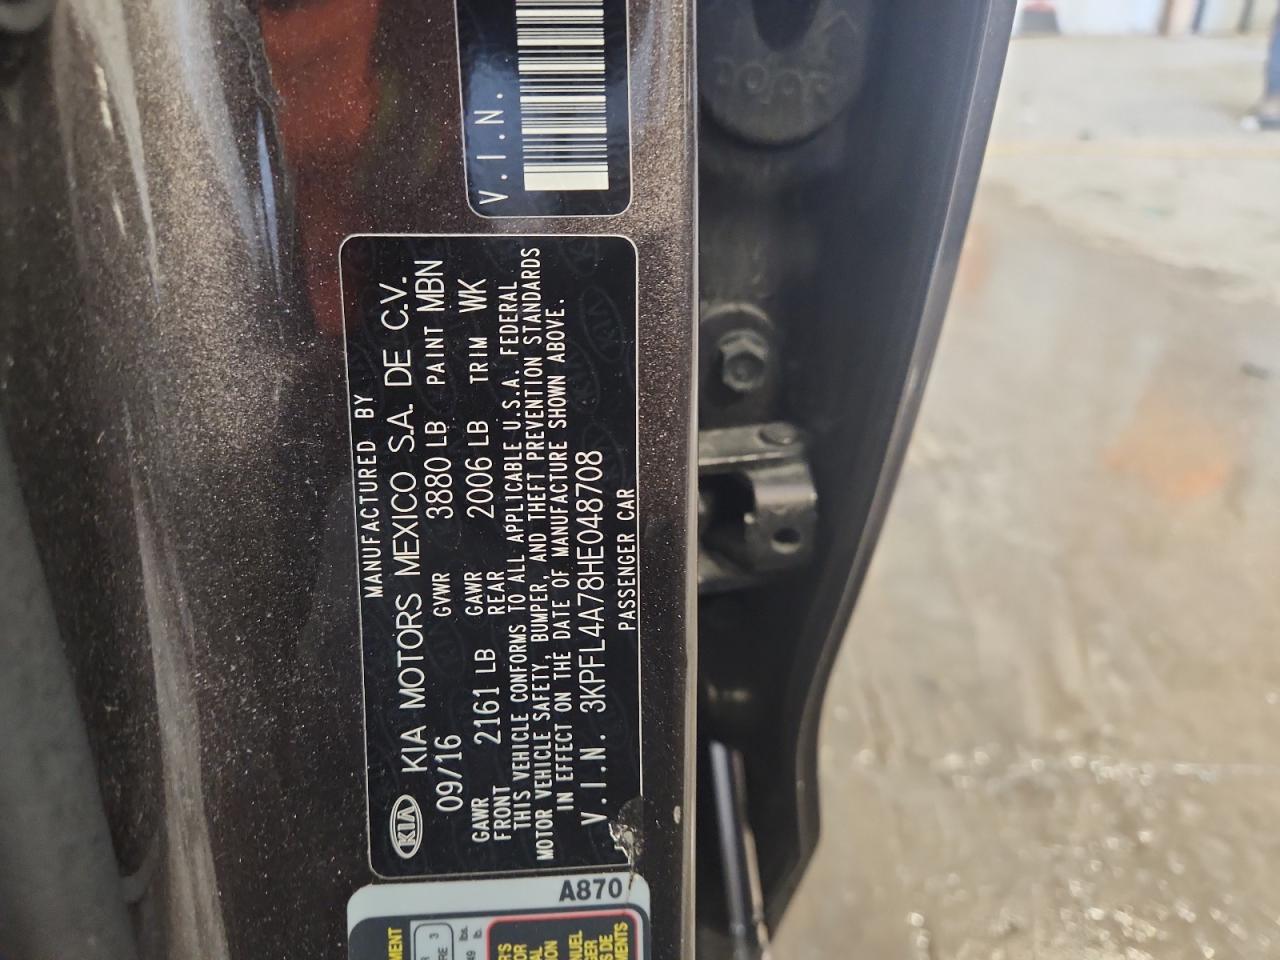 V.I.N.
MANUFACTURED BY
KIA KIA MOTORS MEXICO S.A. DE C.V.
09/16 GVWR 3880 LB PAINT MBN
GAWR FRONT 2161 LB GAWR REAR 2006 LB TRIM WK
THIS VEHICLE CONFORMS TO ALL APPLICABLE U.S.A. FEDERAL
MOTOR VEHICLE SAFETY, BUMPER, AND THEFT PREVENTION STANDARDS
IN EFFECT ON THE DATE OF MANUFACTURE SHOWN ABOVE.
V.I.N. 3KPFL4A78HE048708
PASSENGER CAR
A870